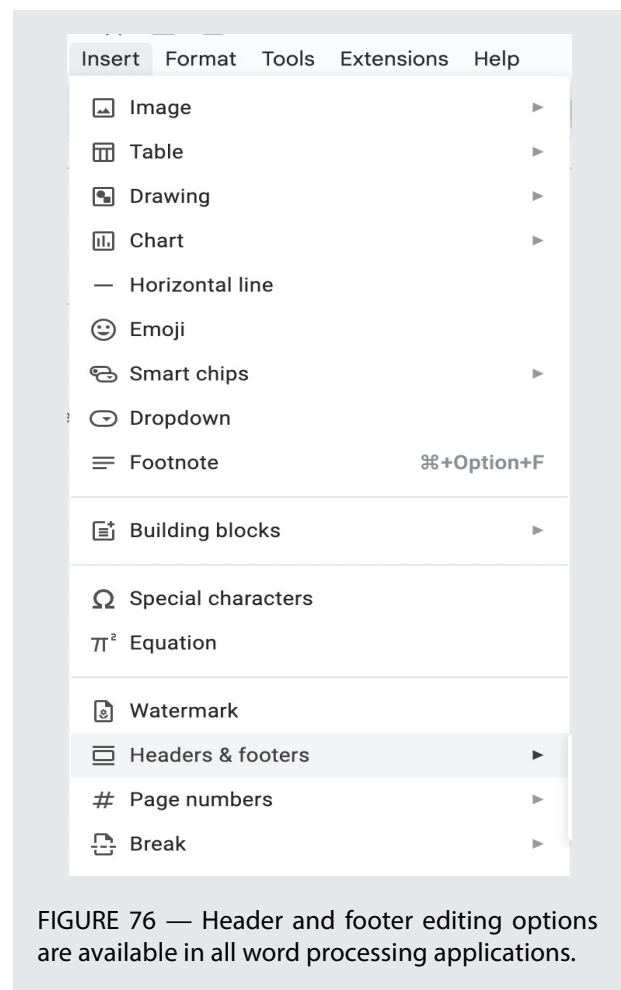 Insert Format Tools Extensions Help
Image
Table
Drawing
Chart
Horizontal line
Emoji
Smart chips
Dropdown
Footnote ⌘+Option+F
Building blocks
Special characters
Equation
Watermark
Headers & footers
Page numbers
Break
FIGURE 76 — Header and footer editing options
are available in all word processing applications.